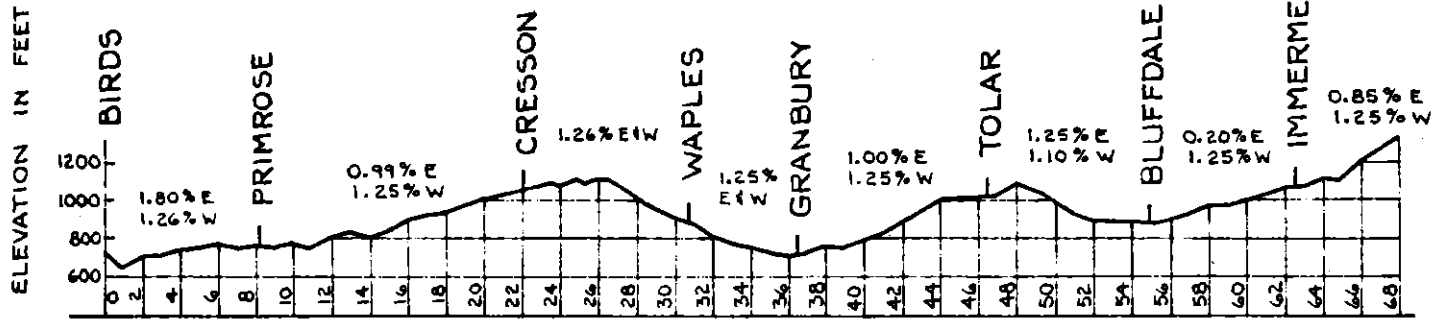 ELEVATION IN FEET
BIRDS
PRIMROSE
CRESSON
WAPLES
GRANBURY
TOLAR
BLUFFDALE
IMMERME
1200
1000
800
600
1.80% E
1.26% W
0.99% E
1.25% W
1.26% E&W
1.25%
E&W
1.00% E
1.25% W
1.25% E
1.10% W
0.20% E
1.25% W
0.85% E
1.25% W
0 2 4 6 8 10 12 14 16 18 20 22 24 26 28 30 32 34 36 38 40 42 44 46 48 50 52 54 56 58 60 62 64 66 68